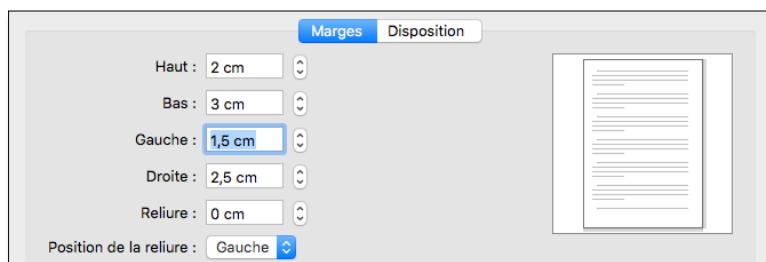 Marges Disposition
Haut : 2 cm
Bas : 3 cm
Gauche : 1,5 cm
Droite : 2,5 cm
Reliure : 0 cm
Position de la reliure : Gauche